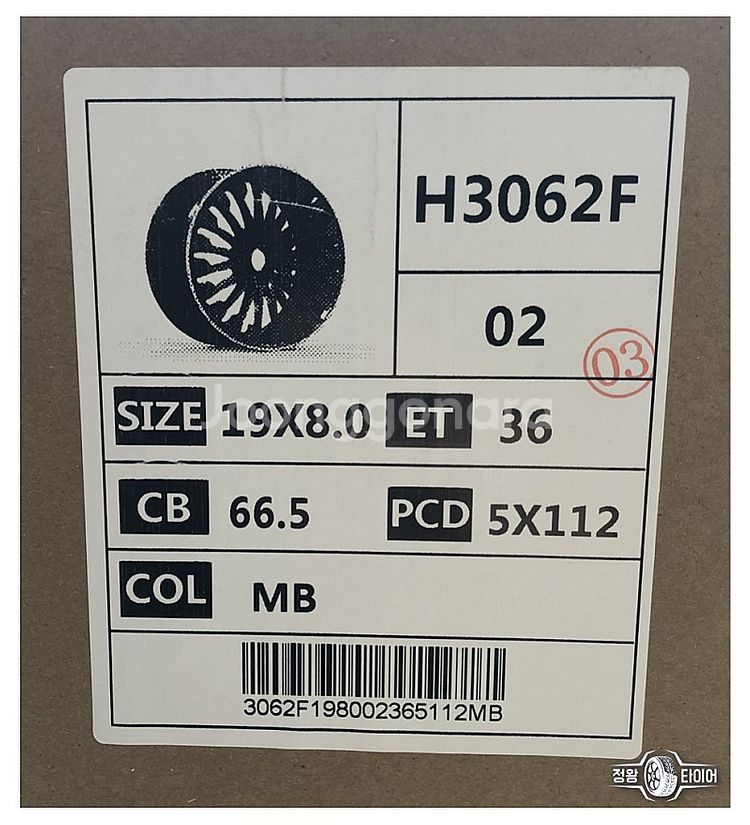 H3062F
02
03
Joonggonara
SIZE 19X8.0 ET 36
CB 66.5 PCD 5X112
COL MB
3062F198002365112MB
정왕 타이어